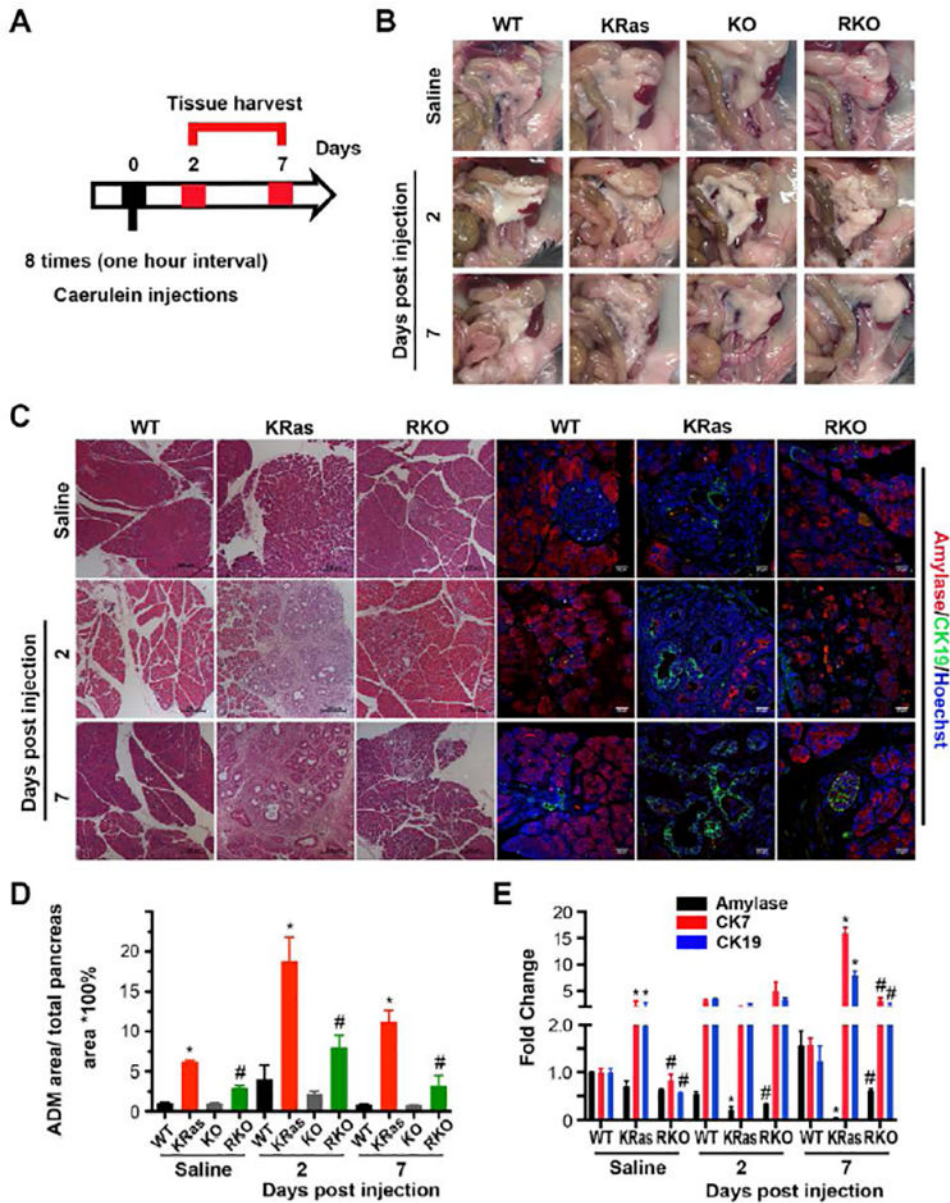 A
Tissue harvest
0 2 7 Days
8 times (one hour interval)
Caerulein injections
B
WT KRas KO RKO
Saline
2
7
Days post injection
C
WT KRas RKO WT KRas RKO
Saline
2
7
Days post injection
Amylase/CK19/Hoechst
D
ADM area/ total pancreas
area *100%
25
20
15
10
5
0
* * *
# # #
WT KRas KO RKO WT KRas KO RKO WT KRas KO RKO
Saline 2 7
Days post injection
E
Amylase
CK7
CK19
Fold Change
20
15
10
5
2.0
1.0
0
* * # # * # * * * # # #
WT KRas RKO WT KRas RKO WT KRas RKO
Saline 2 7
Days post injection